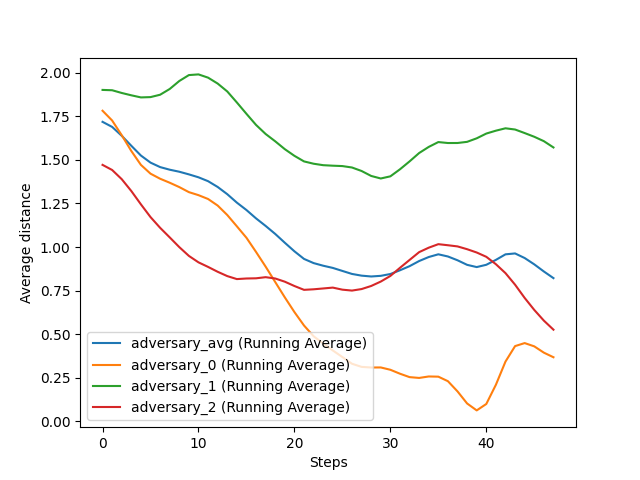 2.00
1.75
1.50
1.25
1.00
0.75
0.50
0.25
0.00
Average distance
adversary_avg (Running Average)
adversary_0 (Running Average)
adversary_1 (Running Average)
adversary_2 (Running Average)
0 10 20 30 40
Steps